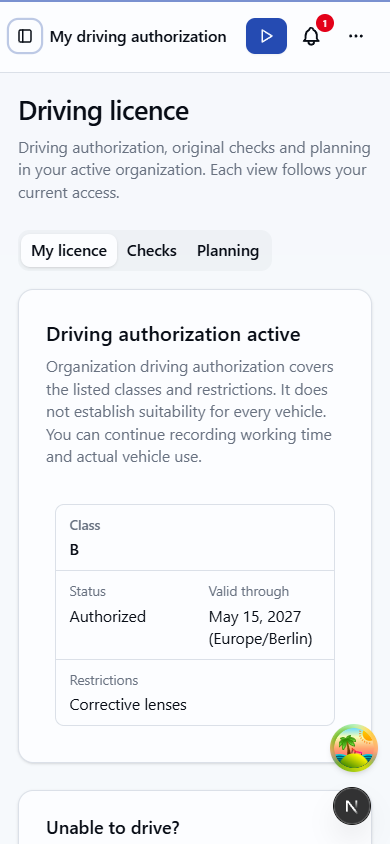 My driving authorization
1
Driving licence
Driving authorization, original checks and planning
in your active organization. Each view follows your
current access.
My licence
Checks
Planning
Driving authorization active
Organization driving authorization covers
the listed classes and restrictions. It does
not establish suitability for every vehicle.
You can continue recording working time
and actual vehicle use.
Class
B
Status
Authorized
Valid through
May 15, 2027
(Europe/Berlin)
Restrictions
Corrective lenses
N
Unable to drive?